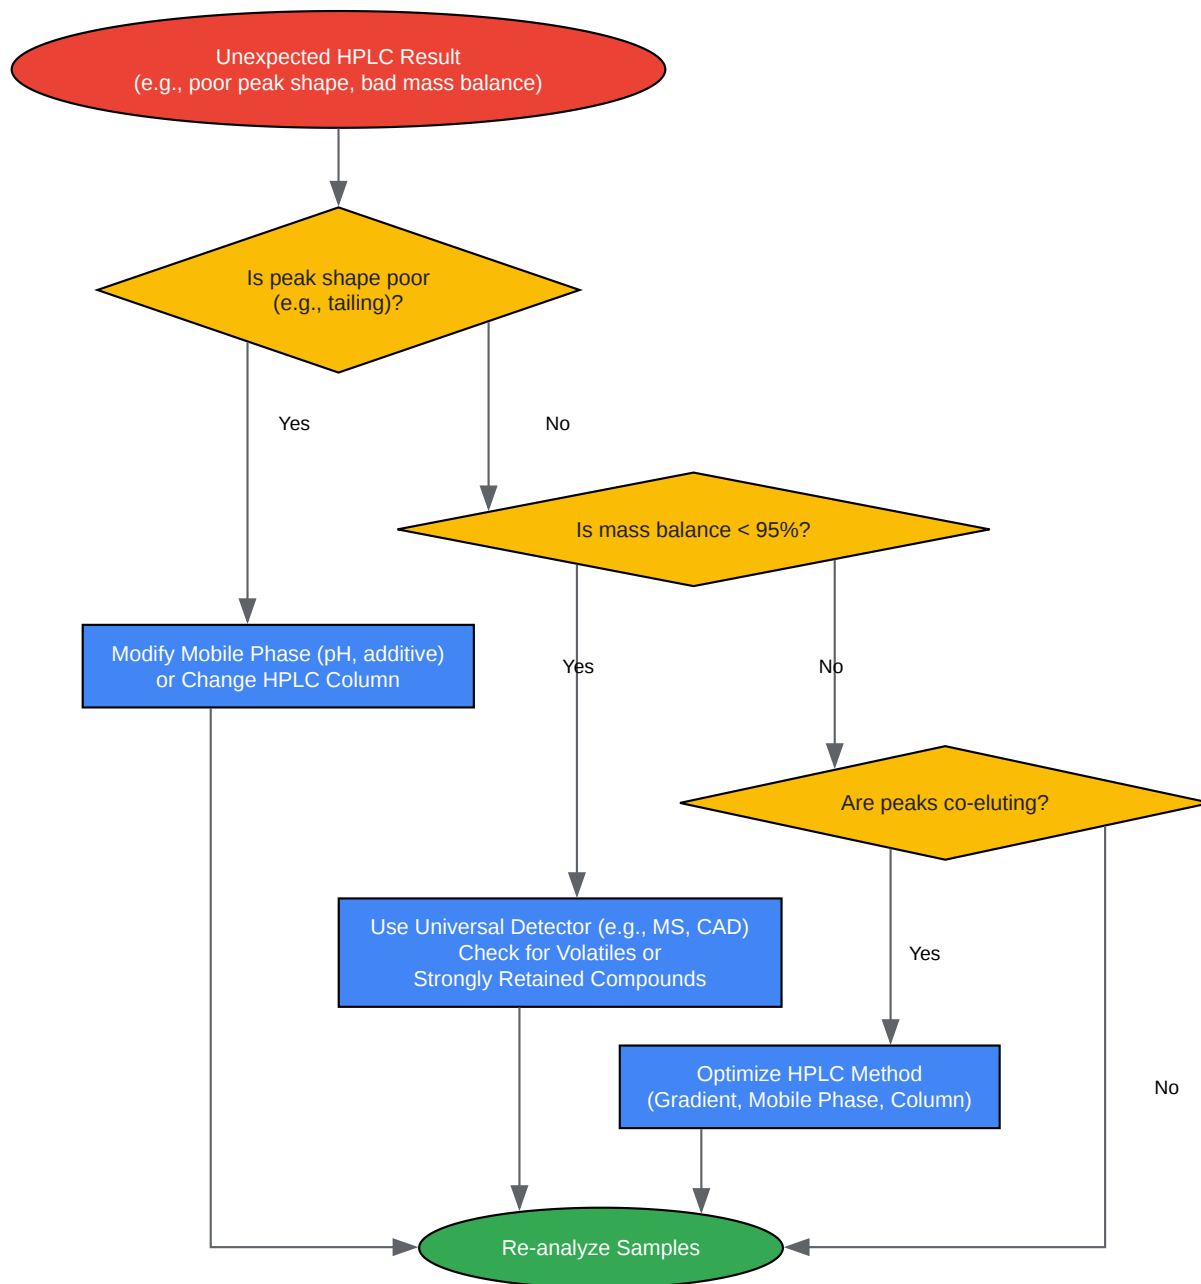 Unexpected HPLC Result
(e.g., poor peak shape, bad mass balance)
Is peak shape poor
(e.g., tailing)?
Yes
No
Is mass balance < 95%?
Modify Mobile Phase (pH, additive)
or Change HPLC Column
Yes
No
Are peaks co-eluting?
Use Universal Detector (e.g., MS, CAD)
Check for Volatiles or
Strongly Retained Compounds
Yes
Optimize HPLC Method
(Gradient, Mobile Phase, Column)
No
Re-analyze Samples